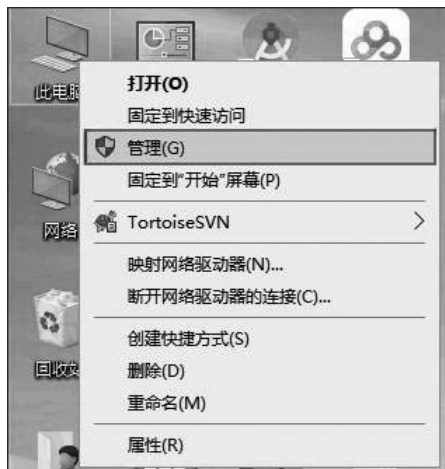 此电脑
打开(O)
固定到快速访问
管理(G)
固定到"开始"屏幕(P)
网络
TortoiseSVN
映射网络驱动器(N)...
断开网络驱动器的连接(C)...
创建快捷方式(S)
回收站
删除(D)
重命名(M)
属性(R)